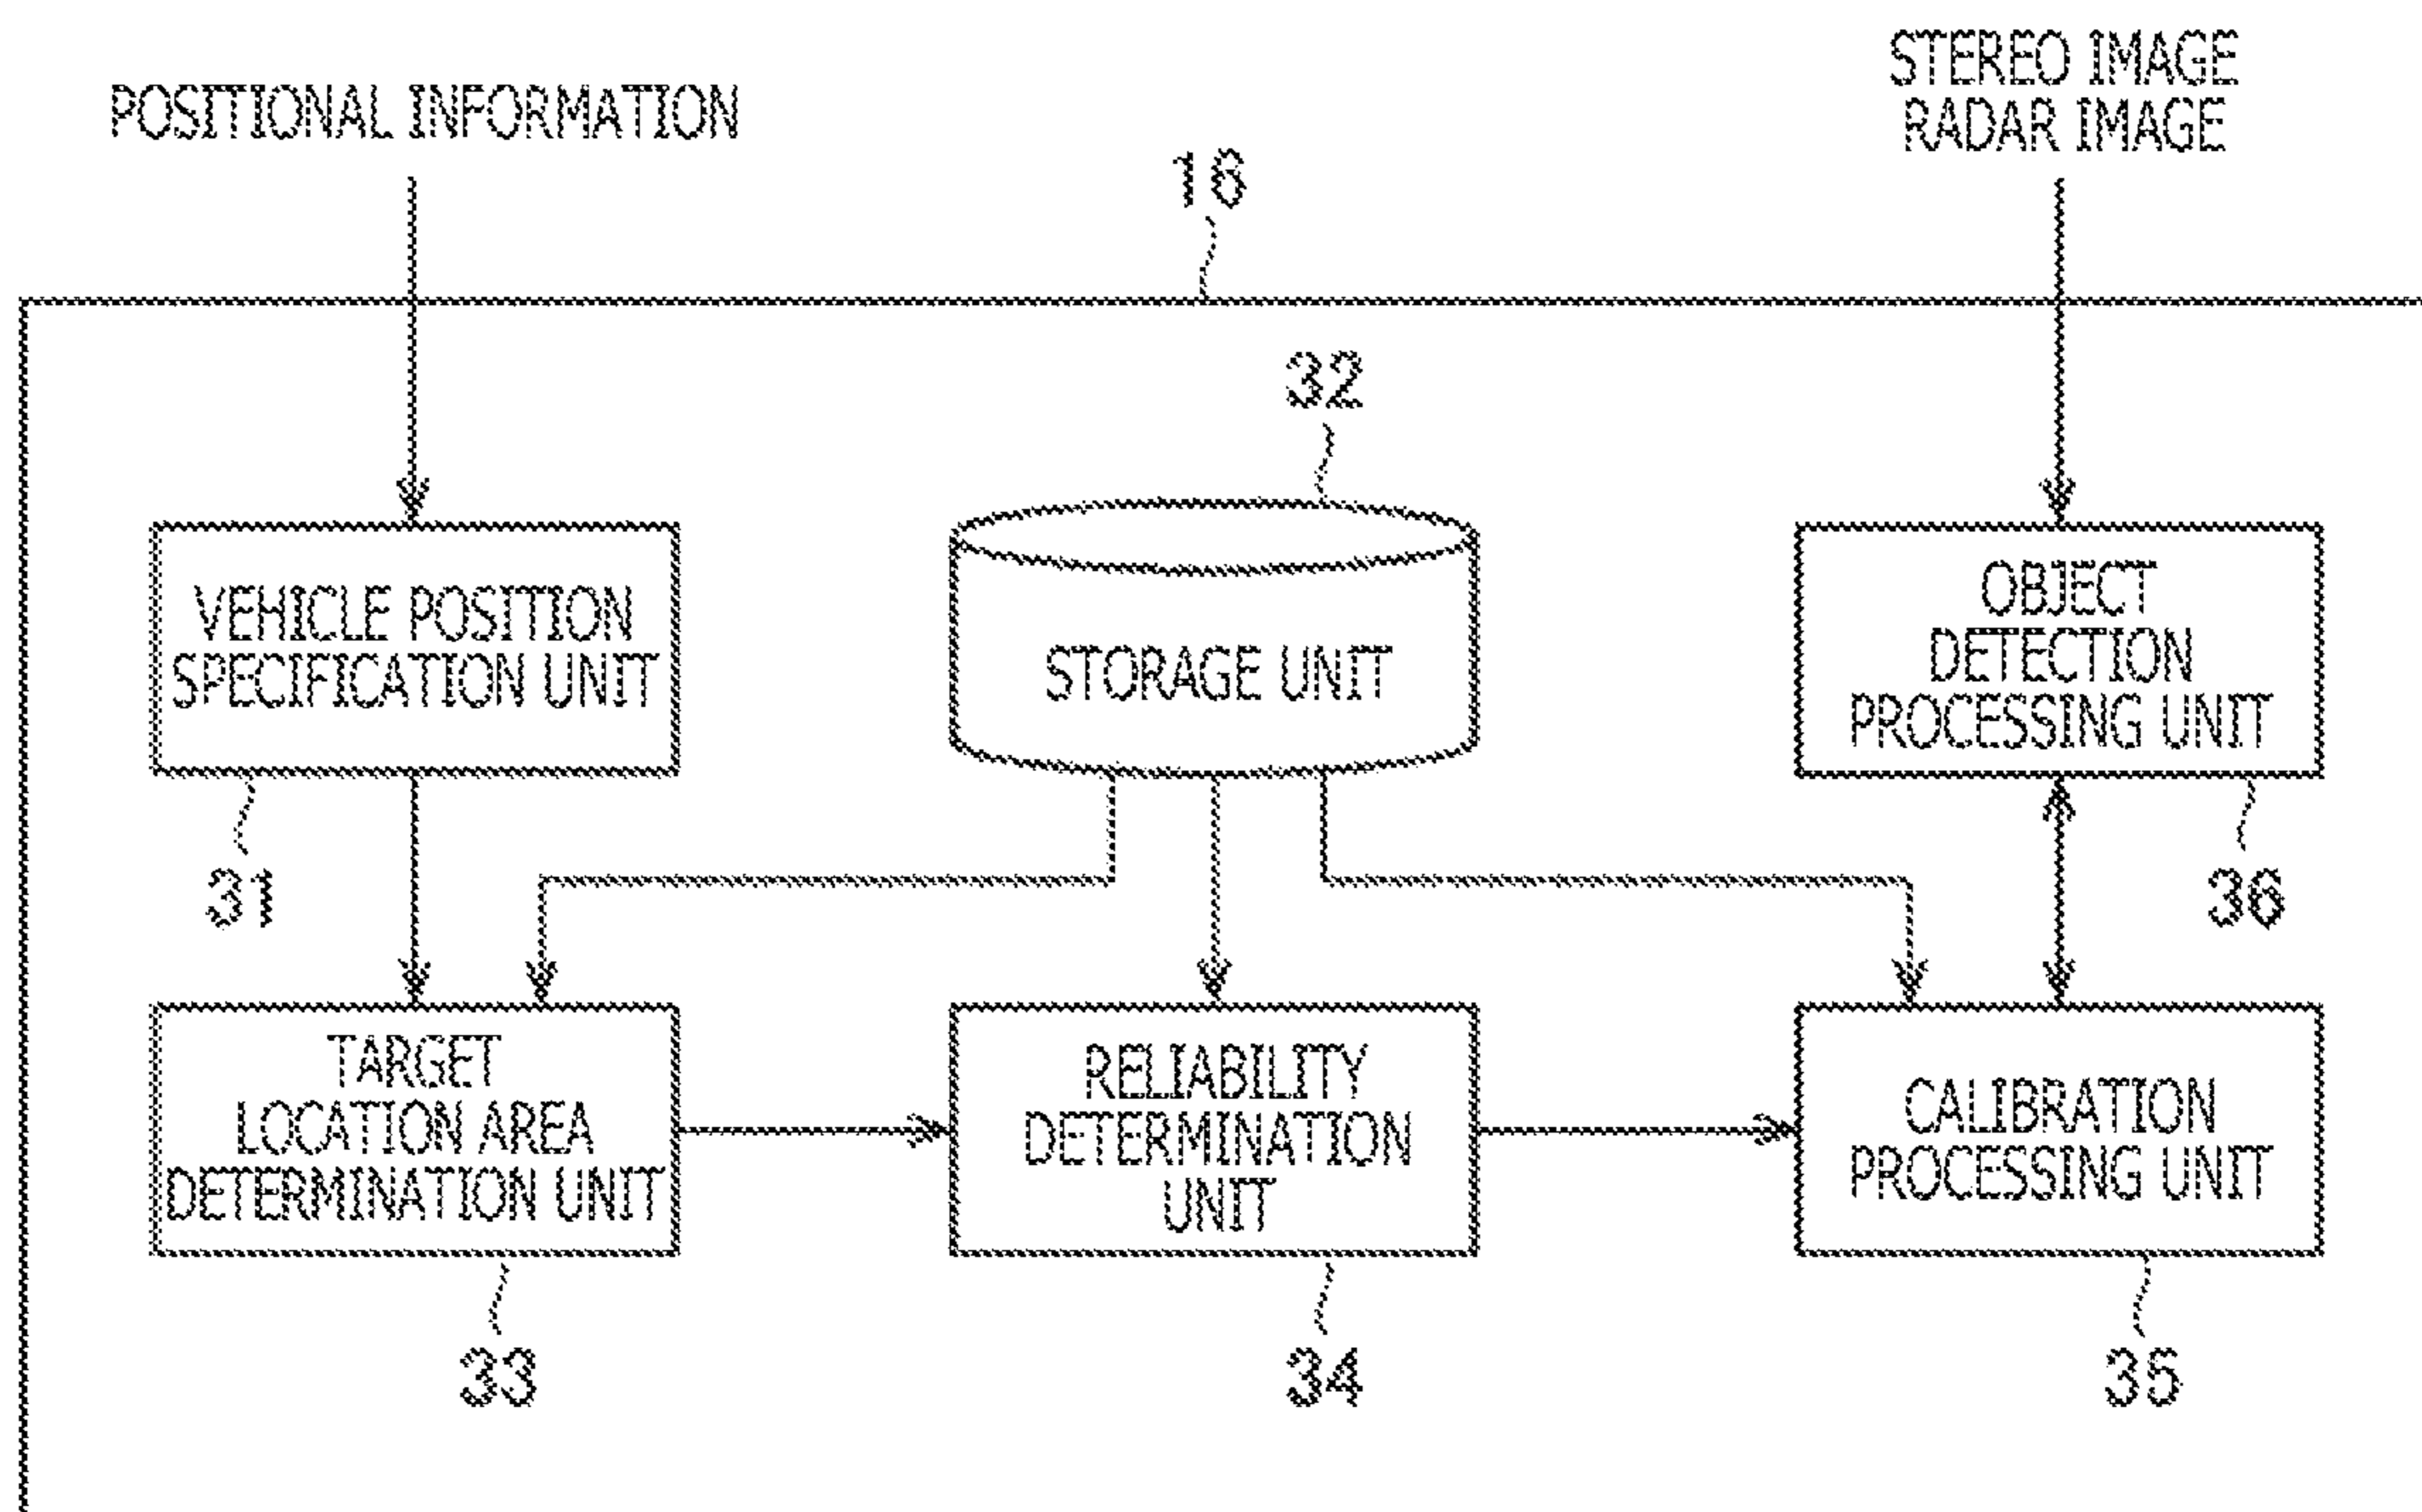 POSITIONAL INFORMATION
STEREO IMAGE
RADAR IMAGE
16
32
VEHICLE POSITION
SPECIFICATION UNIT
STORAGE UNIT
OBJECT
DETECTION
PROCESSING UNIT
31
36
TARGET
LOCATION AREA
DETERMINATION UNIT
RELIABILITY
DETERMINATION
UNIT
CALIBRATION
PROCESSING UNIT
33
34
35